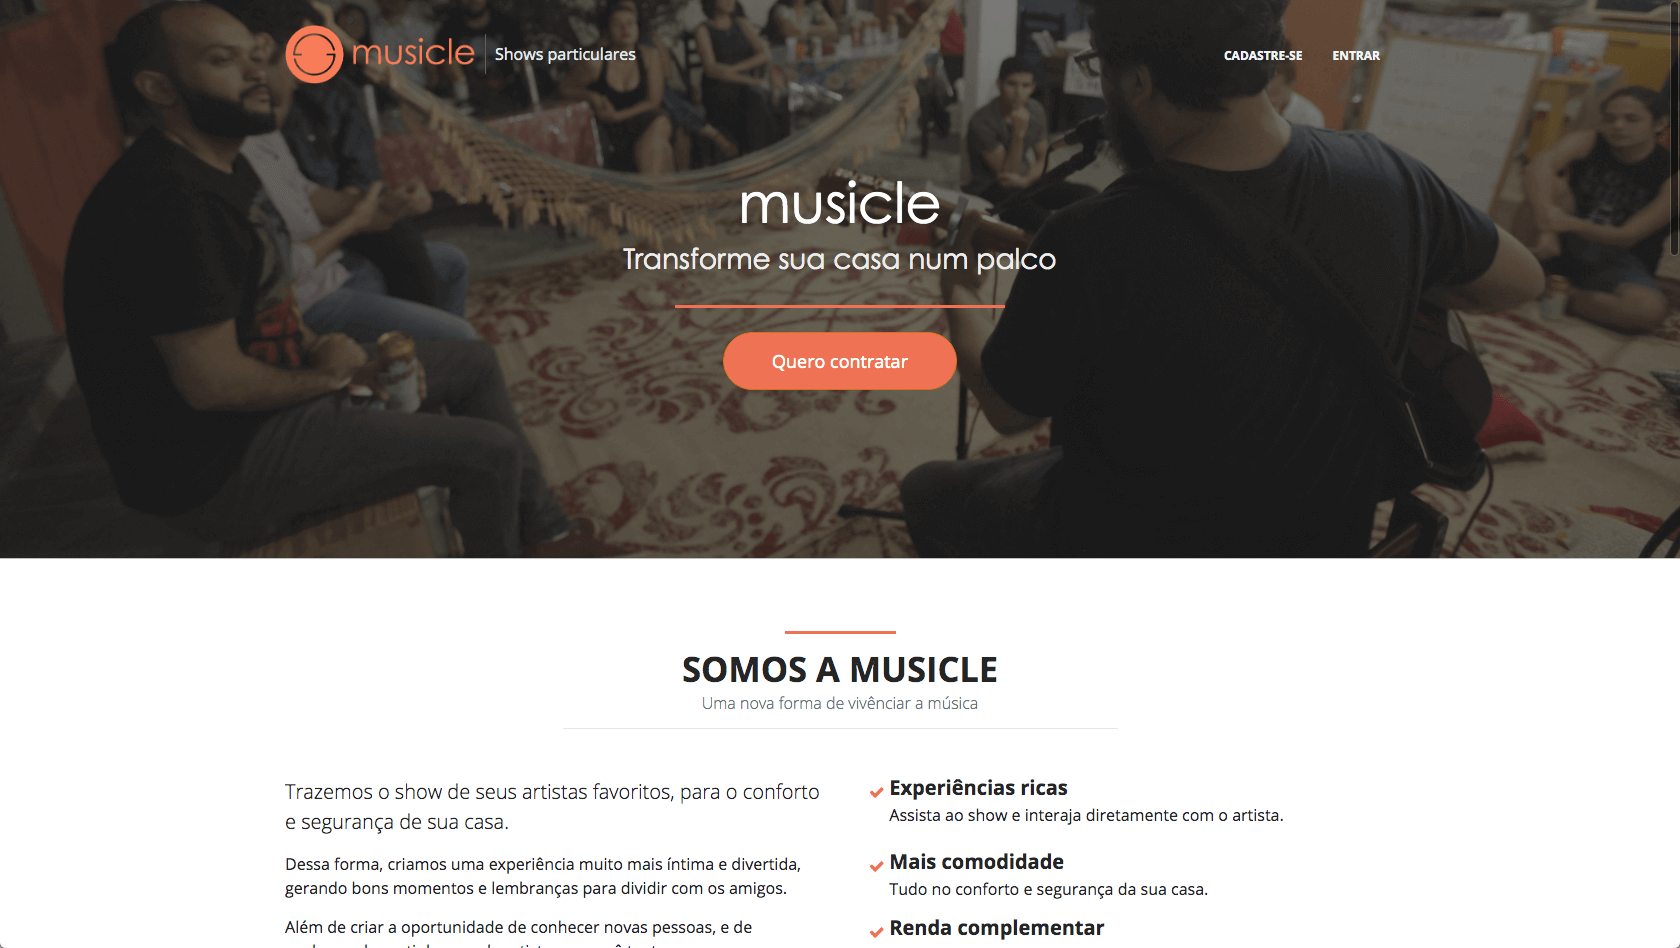 musicle
Shows particulares
CADASTRE-SE
ENTRAR
musicle
Transforme sua casa num palco
Quero contratar
SOMOS A MUSICLE
Uma nova forma de vivênciar a música
Trazemos o show de seus artistas favoritos, para o conforto
e segurança de sua casa.
Dessa forma, criamos uma experiência muito mais íntima e divertida,
gerando bons momentos e lembranças para dividir com os amigos.
Além de criar a oportunidade de conhecer novas pessoas, e de
Experiências ricas
Assista ao show e interaja diretamente com o artista.
Mais comodidade
Tudo no conforto e segurança da sua casa.
Renda complementar